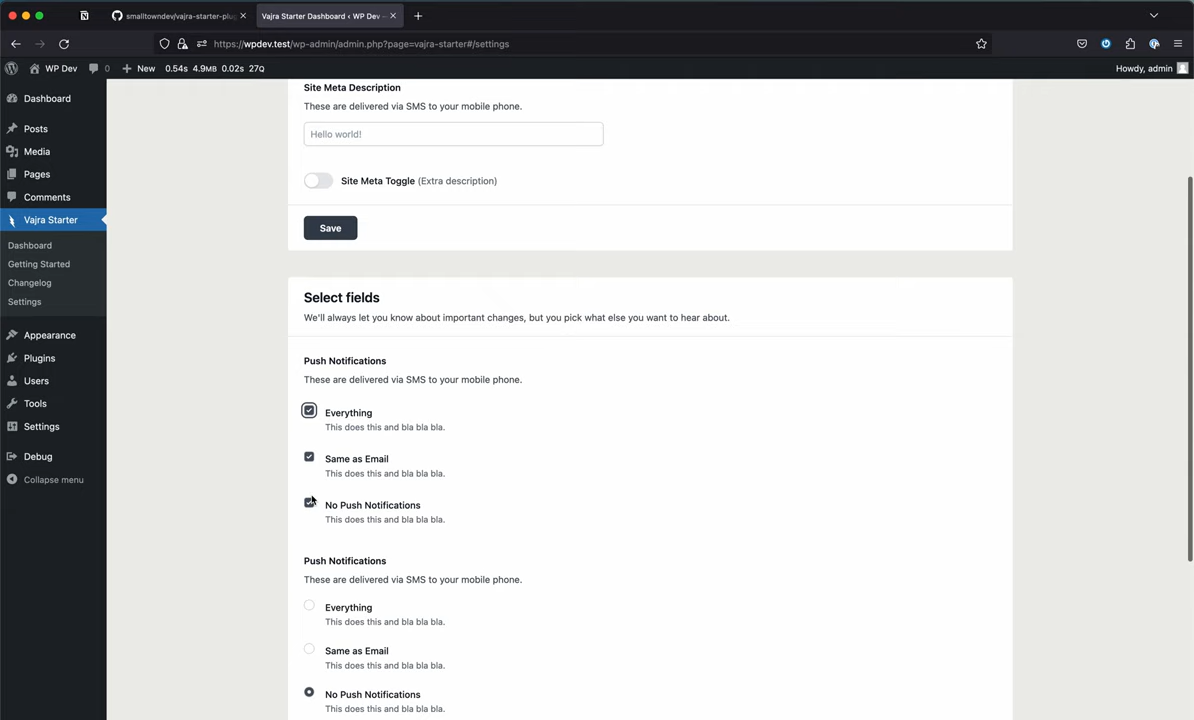 smalltowndev/vajra-starter-plug
Vajra Starter Dashboard ‹ WP Dev —
https://wpdev.test/wp-admin/admin.php?page=vajra-starter#/settings
WP Dev
0
New
0.54s 4.9MB 0.02s 27Q
Howdy, admin
Dashboard
Posts
Media
Pages
Comments
Vajra Starter
Dashboard
Getting Started
Changelog
Settings
Appearance
Plugins
Users
Tools
Settings
Debug
Collapse menu
Site Meta Description
These are delivered via SMS to your mobile phone.
Hello world!
Site Meta Toggle (Extra description)
Save
Select fields
We'll always let you know about important changes, but you pick what else you want to hear about.
Push Notifications
These are delivered via SMS to your mobile phone.
Everything
This does this and bla bla bla.
Same as Email
This does this and bla bla bla.
No Push Notifications
This does this and bla bla bla.
Push Notifications
These are delivered via SMS to your mobile phone.
Everything
This does this and bla bla bla.
Same as Email
This does this and bla bla bla.
No Push Notifications
This does this and bla bla bla.